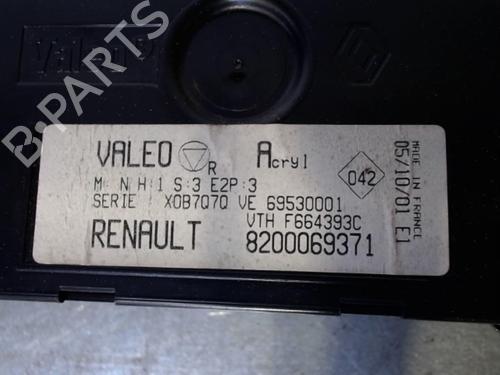 Valeo
VALEO R Acryl
M: N H:1 S:3 E2P:3
SERIE : X0B7Q70 VE 69530001
VTH F664393C
RENAULT 8200069371
042
MADE IN FRANCE
05/10/01 E1
B-PARTS